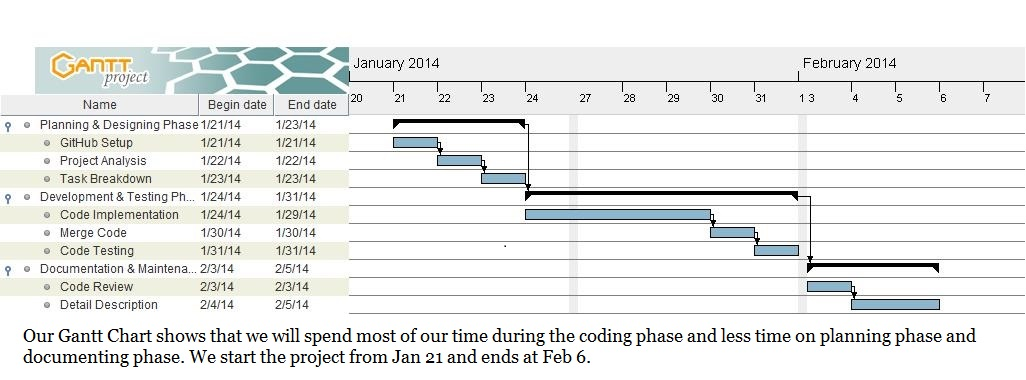 GANTT
project
January 2014
February 2014
Name Begin date End date
20 21 22 23 24 27 28 29 30 31 1 3 4 5 6 7
Planning & Designing Phase 1/21/14 1/23/14
GitHub Setup 1/21/14 1/21/14
Project Analysis 1/22/14 1/22/14
Task Breakdown 1/23/14 1/23/14
Development & Testing Ph... 1/24/14 1/31/14
Code Implementation 1/24/14 1/29/14
Merge Code 1/30/14 1/30/14
Code Testing 1/31/14 1/31/14
Documentation & Maintena... 2/3/14 2/5/14
Code Review 2/3/14 2/3/14
Detail Description 2/4/14 2/5/14
Our Gantt Chart shows that we will spend most of our time during the coding phase and less time on planning phase and
documenting phase. We start the project from Jan 21 and ends at Feb 6.